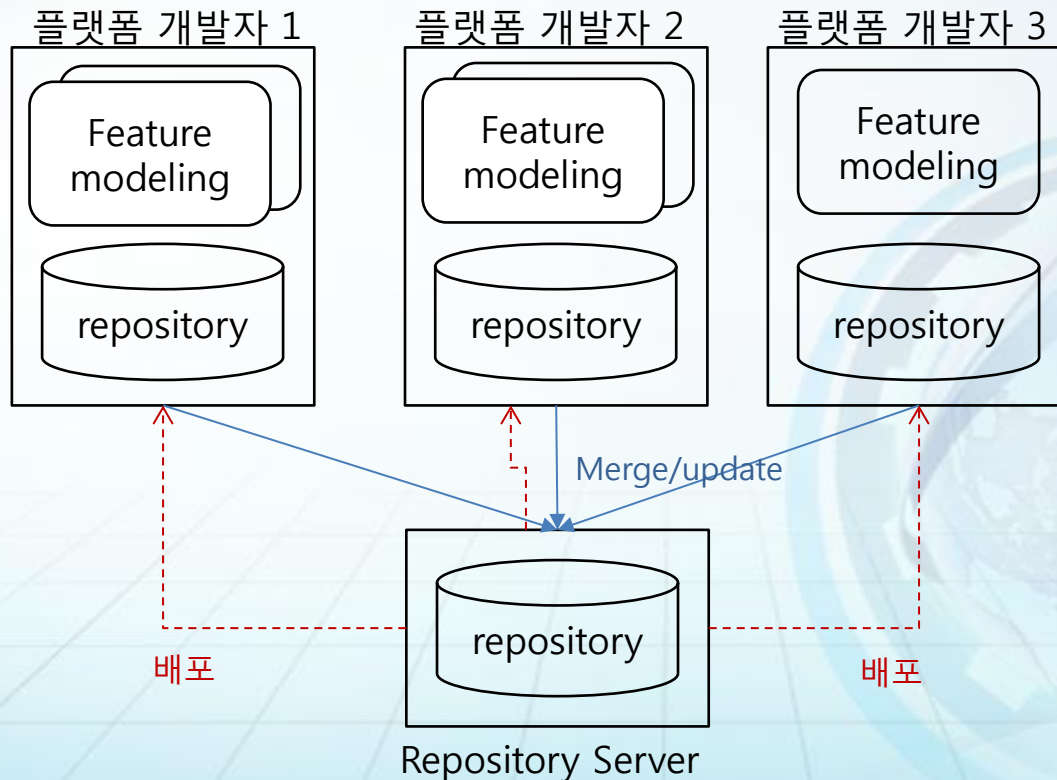 플랫폼 개발자 1
플랫폼 개발자 2
플랫폼 개발자 3
Feature
modeling
Feature
modeling
Feature
modeling
repository
repository
repository
Merge/update
repository
배포
배포
Repository Server